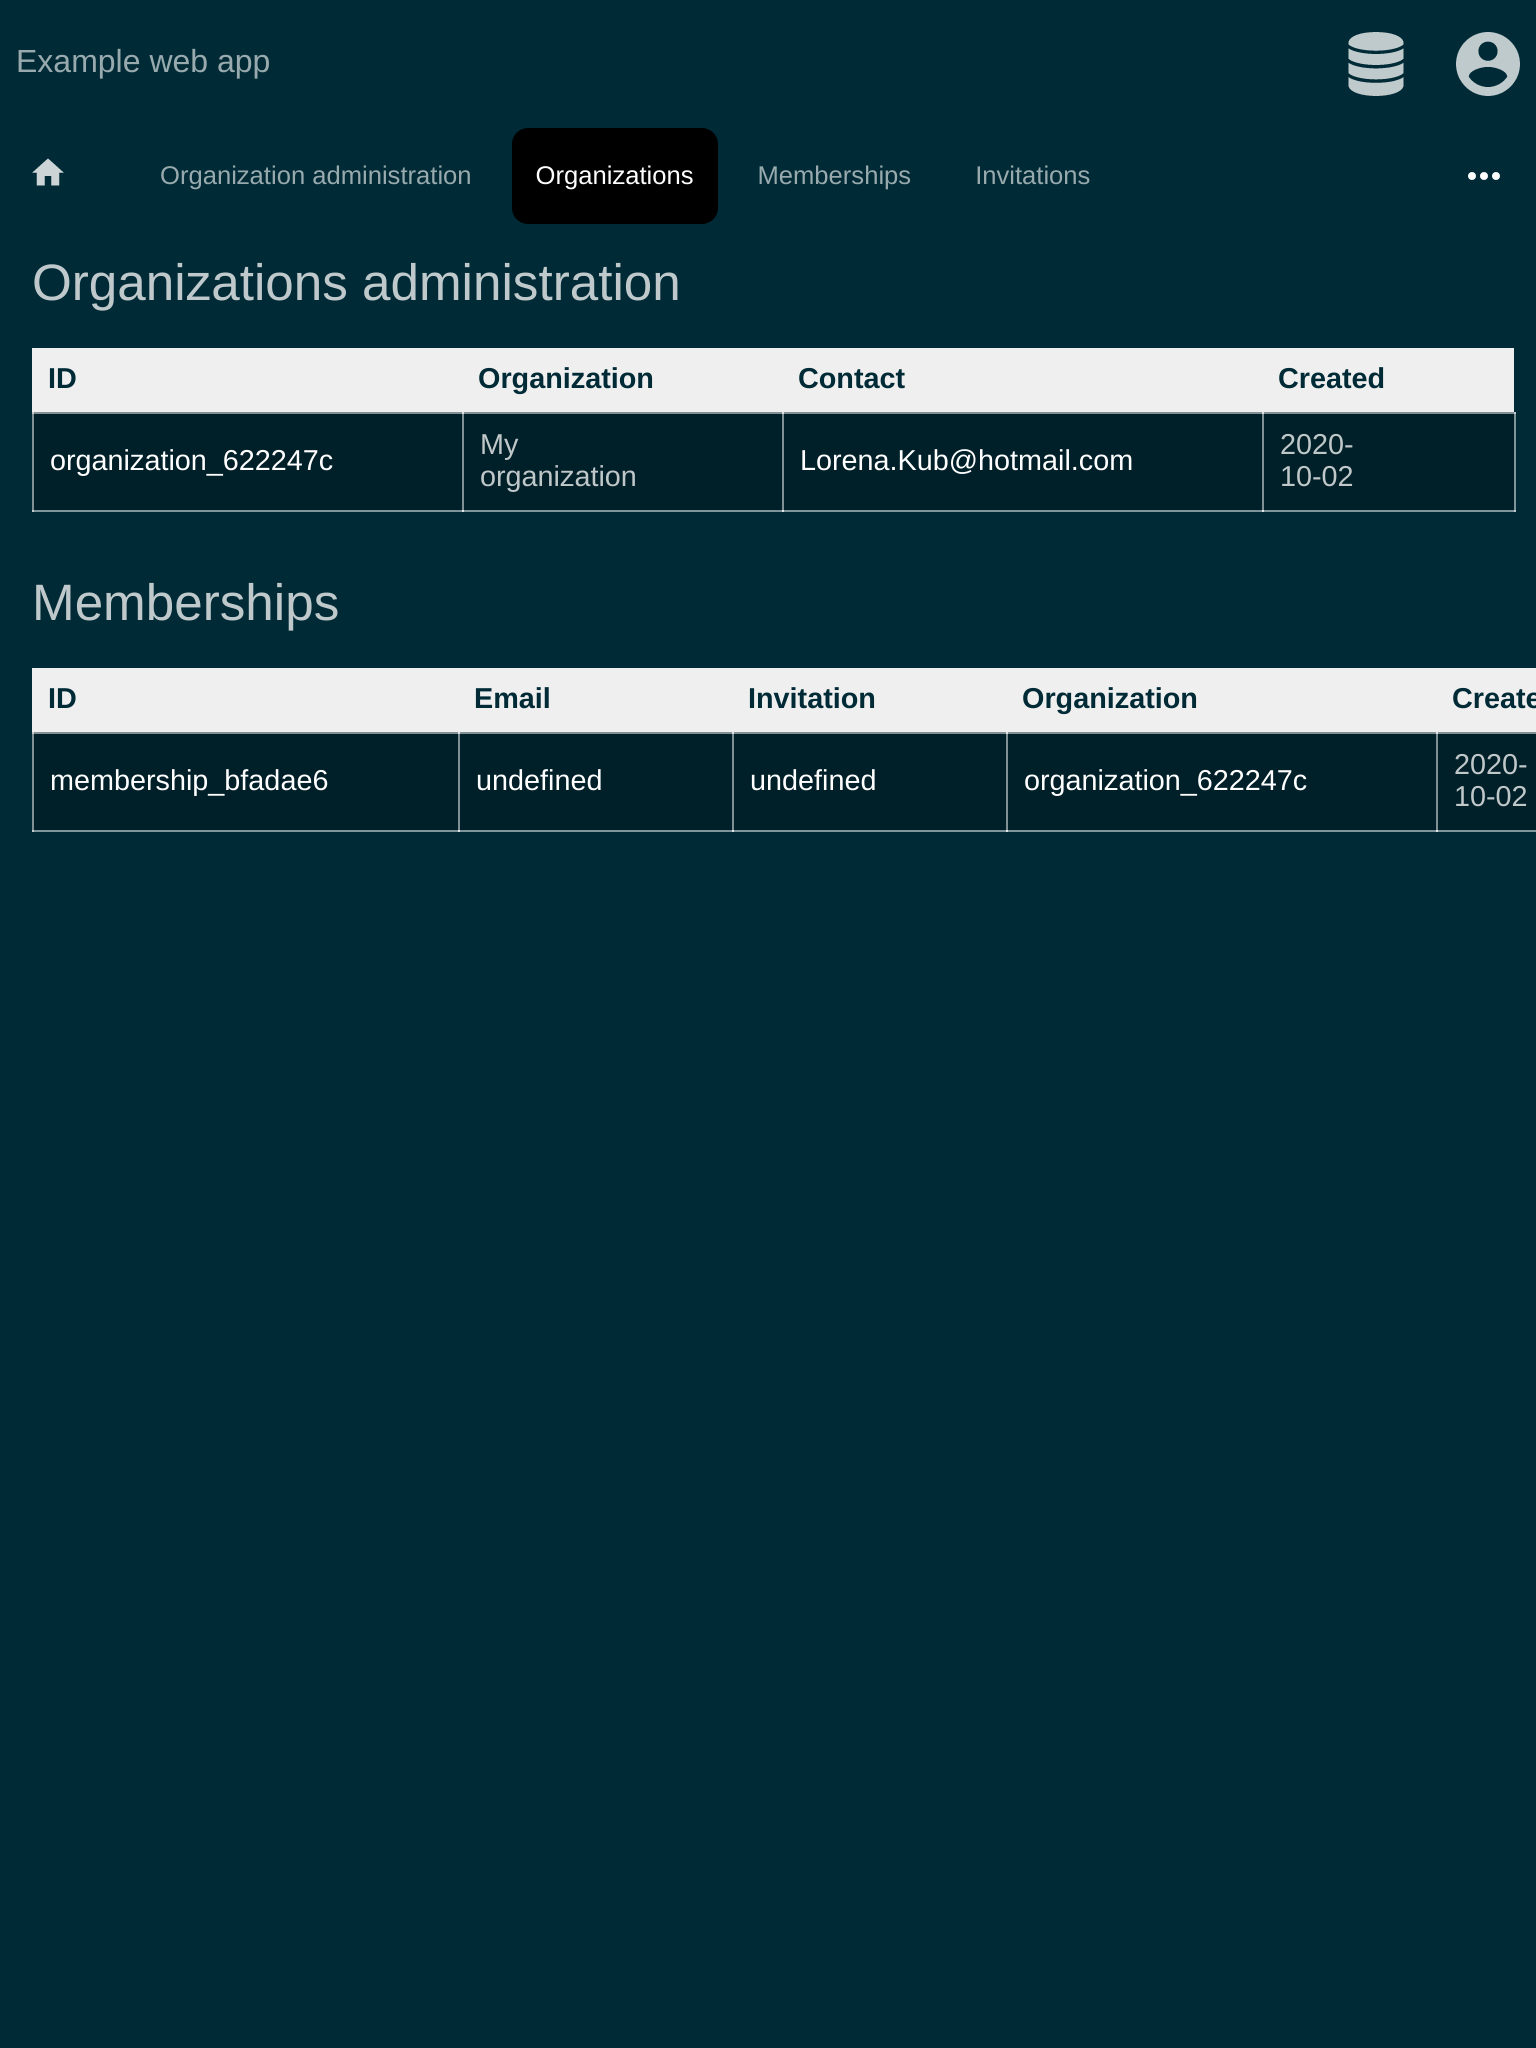 Example web app
Organization administration Organizations Memberships Invitations
Organizations administration
ID Organization Contact Created
organization_622247c My organization Lorena.Kub@hotmail.com 2020-10-02
Memberships
ID Email Invitation Organization Create
membership_bfadae6 undefined undefined organization_622247c 2020-10-02